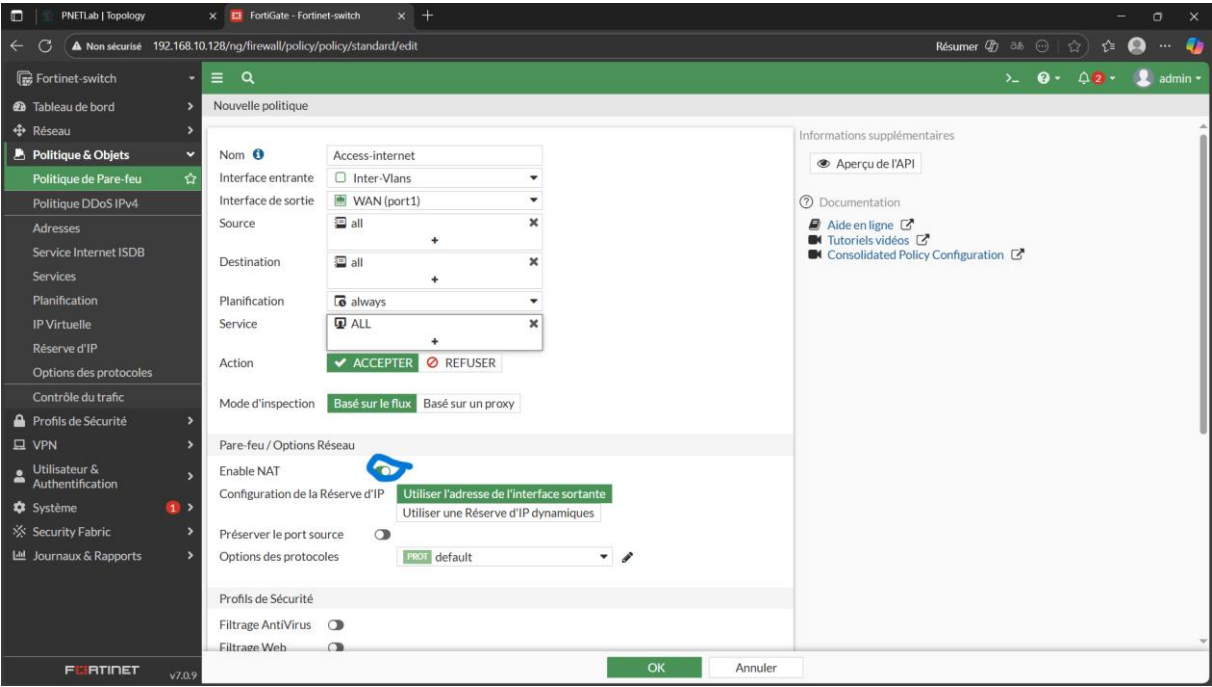 PNETLab | Topology
FortiGate - Fortinet-switch
Non sécurisé 192.168.10.128/ng/firewall/policy/policy/standard/edit
Résumer
Fortinet-switch
2
admin
Tableau de bord
Réseau
Politique & Objets
Politique de Pare-feu
Politique DDoS IPv4
Adresses
Service Internet ISDB
Services
Planification
IP Virtuelle
Réserve d'IP
Options des protocoles
Contrôle du trafic
Profils de Sécurité
VPN
Utilisateur &
Authentification
Système 1
Security Fabric
Journaux & Rapports
FORTINET v7.0.9
Nouvelle politique
Nom Access-internet
Interface entrante Inter-Vlans
Interface de sortie WAN (port1)
Source all
+
Destination all
+
Planification always
Service ALL
+
Action ACCEPTER REFUSER
Mode d'inspection Basé sur le flux Basé sur un proxy
Pare-feu / Options Réseau
Enable NAT
Configuration de la Réserve d'IP Utiliser l'adresse de l'interface sortante
Utiliser une Réserve d'IP dynamiques
Préserver le port source
Options des protocoles PROT default
Profils de Sécurité
Filtrage AntiVirus
Filtrage Web
OK Annuler
Informations supplémentaires
Aperçu de l'API
Documentation
Aide en ligne
Tutoriels vidéos
Consolidated Policy Configuration